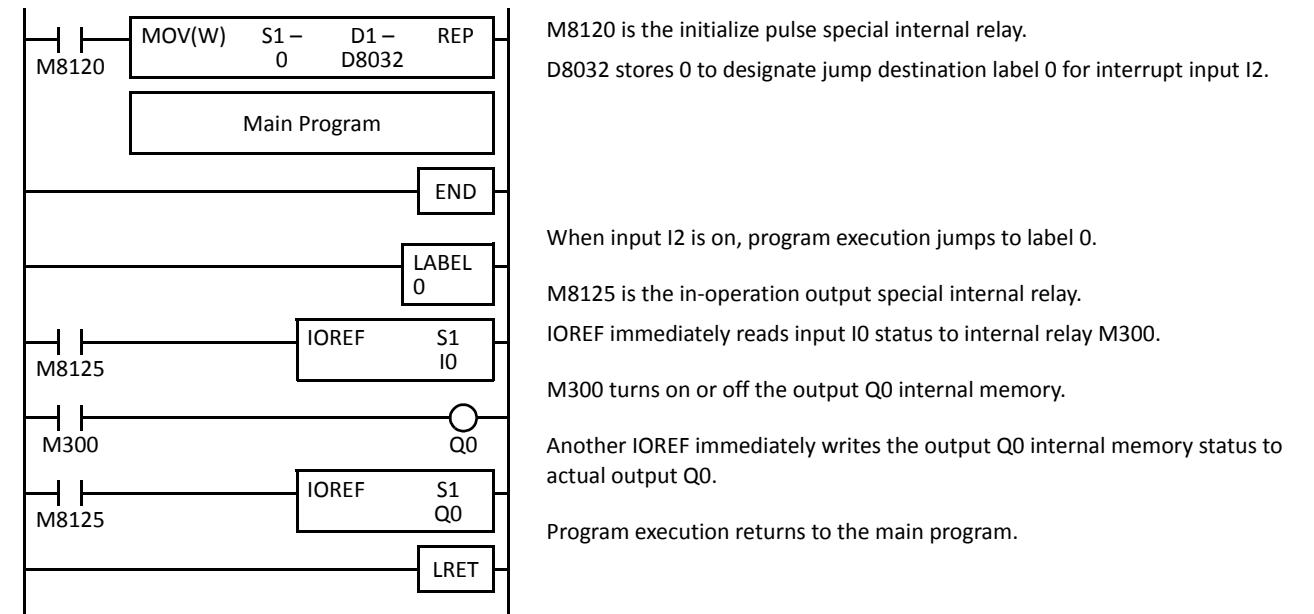 MOV(W) S1 – D1 – REP
0 D8032
M8120
M8120 is the initialize pulse special internal relay.
D8032 stores 0 to designate jump destination label 0 for interrupt input I2.
Main Program
END
When input I2 is on, program execution jumps to label 0.
LABEL
0
M8125 is the in-operation output special internal relay.
IOREF S1
I0
M8125
IOREF immediately reads input I0 status to internal relay M300.
M300 turns on or off the output Q0 internal memory.
M300 Q0
Another IOREF immediately writes the output Q0 internal memory status to
actual output Q0.
IOREF S1
Q0
M8125
Program execution returns to the main program.
LRET